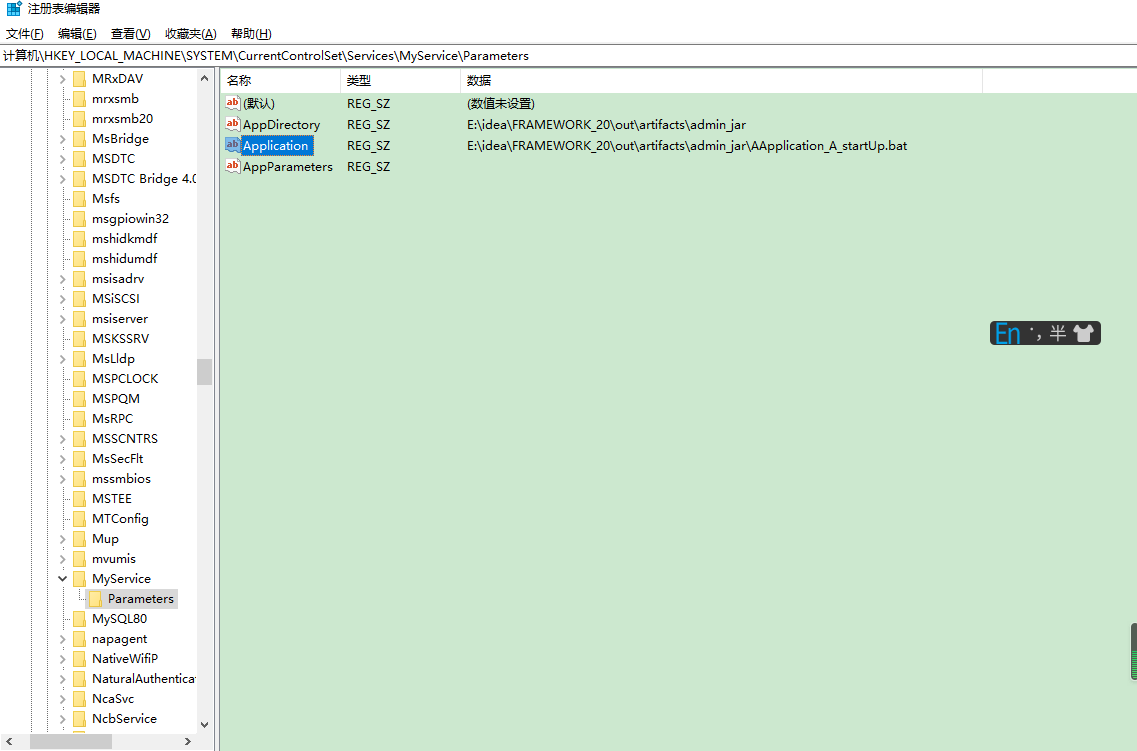 注册表编辑器
文件(F) 编辑(E) 查看(V) 收藏夹(A) 帮助(H)
计算机\HKEY_LOCAL_MACHINE\SYSTEM\CurrentControlSet\Services\MyService\Parameters
MRxDAV
mrxsmb
mrxsmb20
MsBridge
MSDTC
MSDTC Bridge 4.0
Msfs
msgpiowin32
mshidkmdf
mshidumdf
msisadrv
MSiSCSI
msiserver
MSKSSRV
MsLldp
MSPCLOCK
MSPQM
MsRPC
MSSCNTRS
MsSecFlt
mssmbios
MSTEE
MTConfig
Mup
mvumis
MyService
Parameters
MySQL80
napagent
NativeWifiP
NaturalAuthentica
NcaSvc
NcbService
名称 类型 数据
ab (默认) REG_SZ (数值未设置)
ab AppDirectory REG_SZ E:\idea\FRAMEWORK_20\out\artifacts\admin_jar
ab Application REG_SZ E:\idea\FRAMEWORK_20\out\artifacts\admin_jar\AApplication_A_startUp.bat
ab AppParameters REG_SZ
En 半